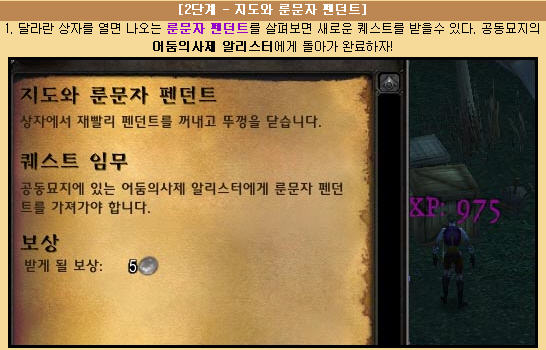 [2단계 - 지도와 룬문자 펜던트]
1. 달라란 상자를 열면 나오는 룬문자 펜던트를 살펴보면 새로운 퀘스트를 받을수 있다. 공동묘지의
어둠의사제 알리스터에게 돌아가 완료하자!
지도와 룬문자 펜던트
상자에서 재빨리 펜던트를 꺼내고 뚜껑을 닫습니다.
퀘스트 임무
공동묘지에 있는 어둠의사제 알리스터에게 룬문자 펜던
트를 가져가야 합니다.
XP: 975
보상
받게 될 보상: 5